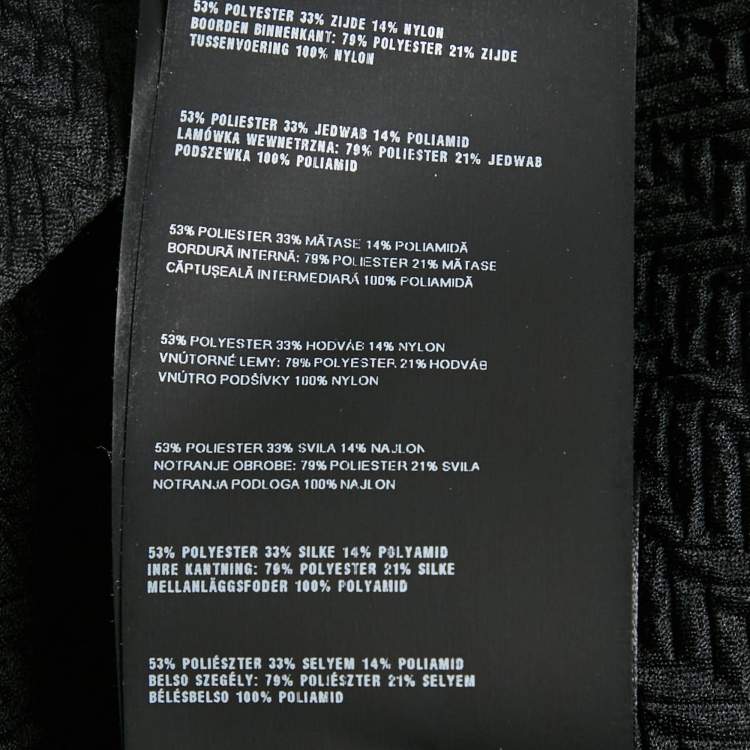 53% POLYESTER 33% ZIJDE 14% NYLON
BOORDEN BINNENKANT: 79% POLYESTER 21% ZIJDE
TUSSENVOERING 100% NYLON
53% POLIESTER 33% JEDWAB 14% POLIAMID
LAMÓWKA WEWNETRZNA: 79% POLIESTER 21% JEDWAB
PODSZEWKA 100% POLIAMID
53% POLIESTER 33% MĂTASE 14% POLIAMIDĂ
BORDURĂ INTERNĂ: 79% POLIESTER 21% MĂTASE
CĂPTUȘEALĂ INTERMEDIARĂ 100% POLIAMIDĂ
53% POLYESTER 33% HODVÁB 14% NYLON
VNÚTORNÉ LEMY: 79% POLYESTER 21% HODVÁB
VNÚTRO PODŠÍVKY 100% NYLON
53% POLIESTER 33% SVILA 14% NAJLON
NOTRANJE OBROBE: 79% POLIESTER 21% SVILA
NOTRANJA PODLOGA 100% NAJLON
53% POLYESTER 33% SILKE 14% POLYAMID
INRE KANTNING: 79% POLYESTER 21% SILKE
MELLANLÄGGSFODER 100% POLYAMID
53% POLIÉSZTER 33% SELYEM 14% POLIAMID
BELSO SZEGÉLY: 79% POLIÉSZTER 21% SELYEM
BÉLÉSBELSO 100% POLIAMID